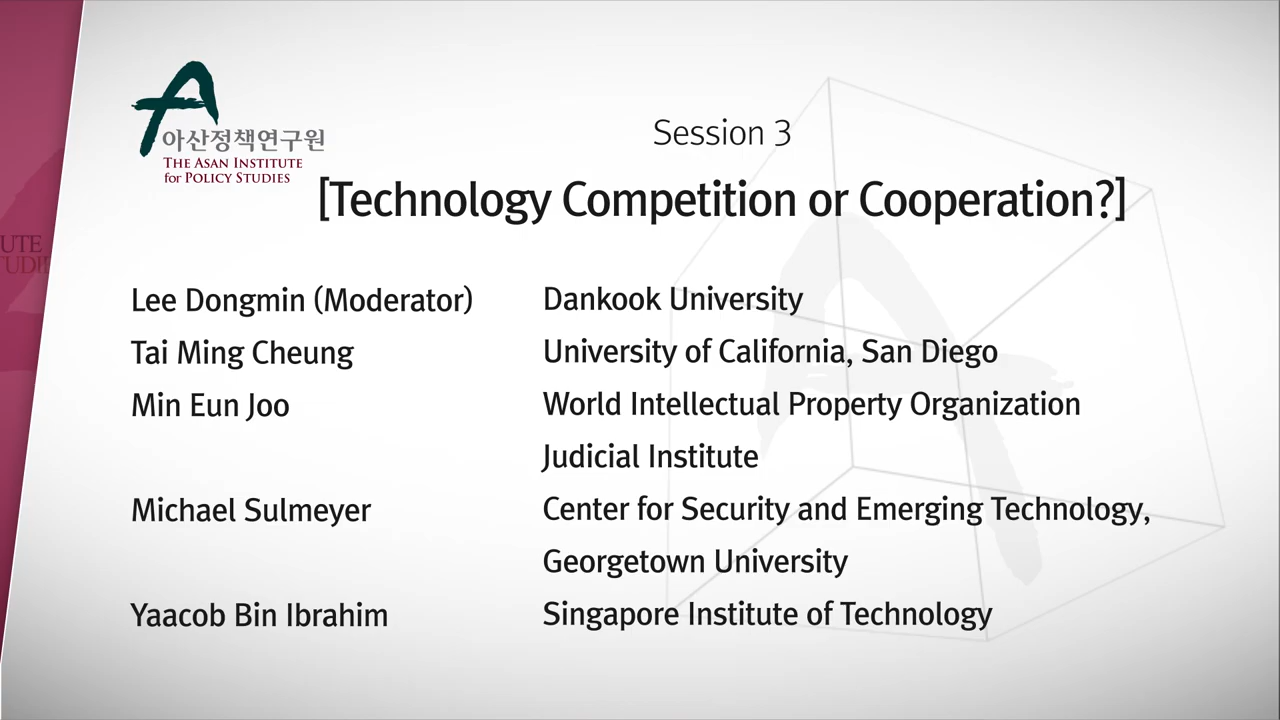 아산정책연구원
THE ASAN INSTITUTE
for POLICY STUDIES
Session 3
[Technology Competition or Cooperation?]
Lee Dongmin (Moderator) Dankook University
Tai Ming Cheung University of California, San Diego
Min Eun Joo World Intellectual Property Organization
Judicial Institute
Michael Sulmeyer Center for Security and Emerging Technology,
Georgetown University
Yaacob Bin Ibrahim Singapore Institute of Technology
UTE